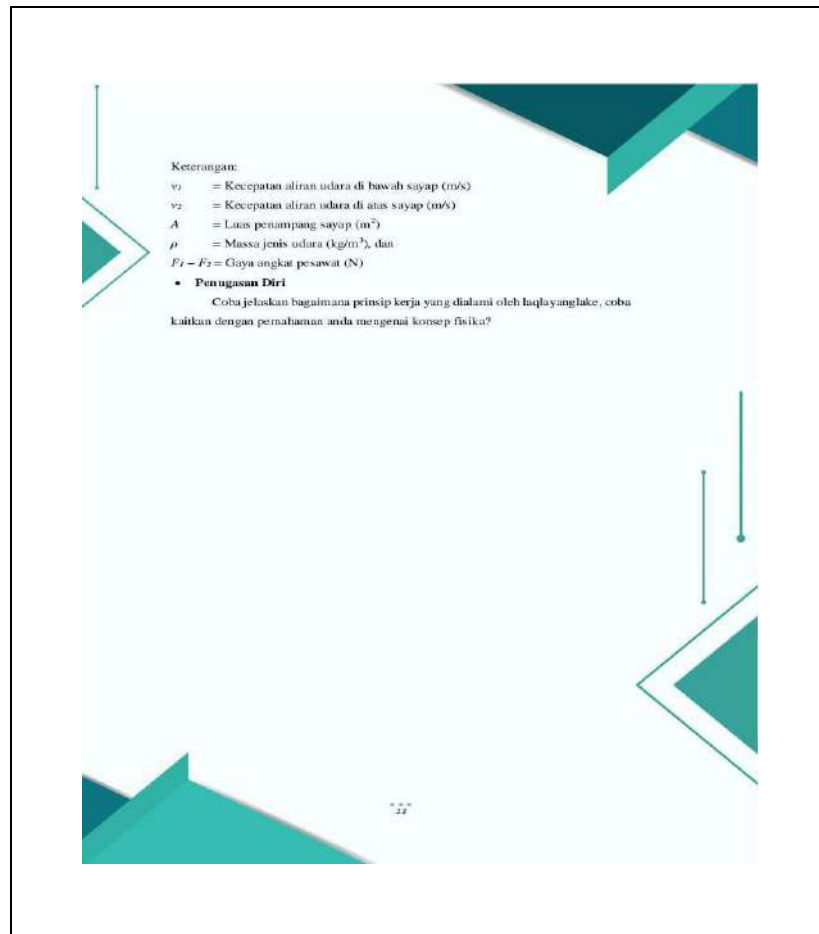 Keterangan:
v₁ = Kecepatan aliran udara di bawah sayap (m/s)
v₂ = Kecepatan aliran udara di atas sayap (m/s)
A = Luas penampang sayap (m²)
ρ = Massa jenis udara (kg/m³), dan
F₁ – F₂ = Gaya angkat pesawat (N)
• Penugasan Diri
Coba jelaskan bagaimana prinsip kerja yang dialami oleh laqlayanglake, coba
kaitkan dengan pemahaman anda mengenai konsep fisika?
24